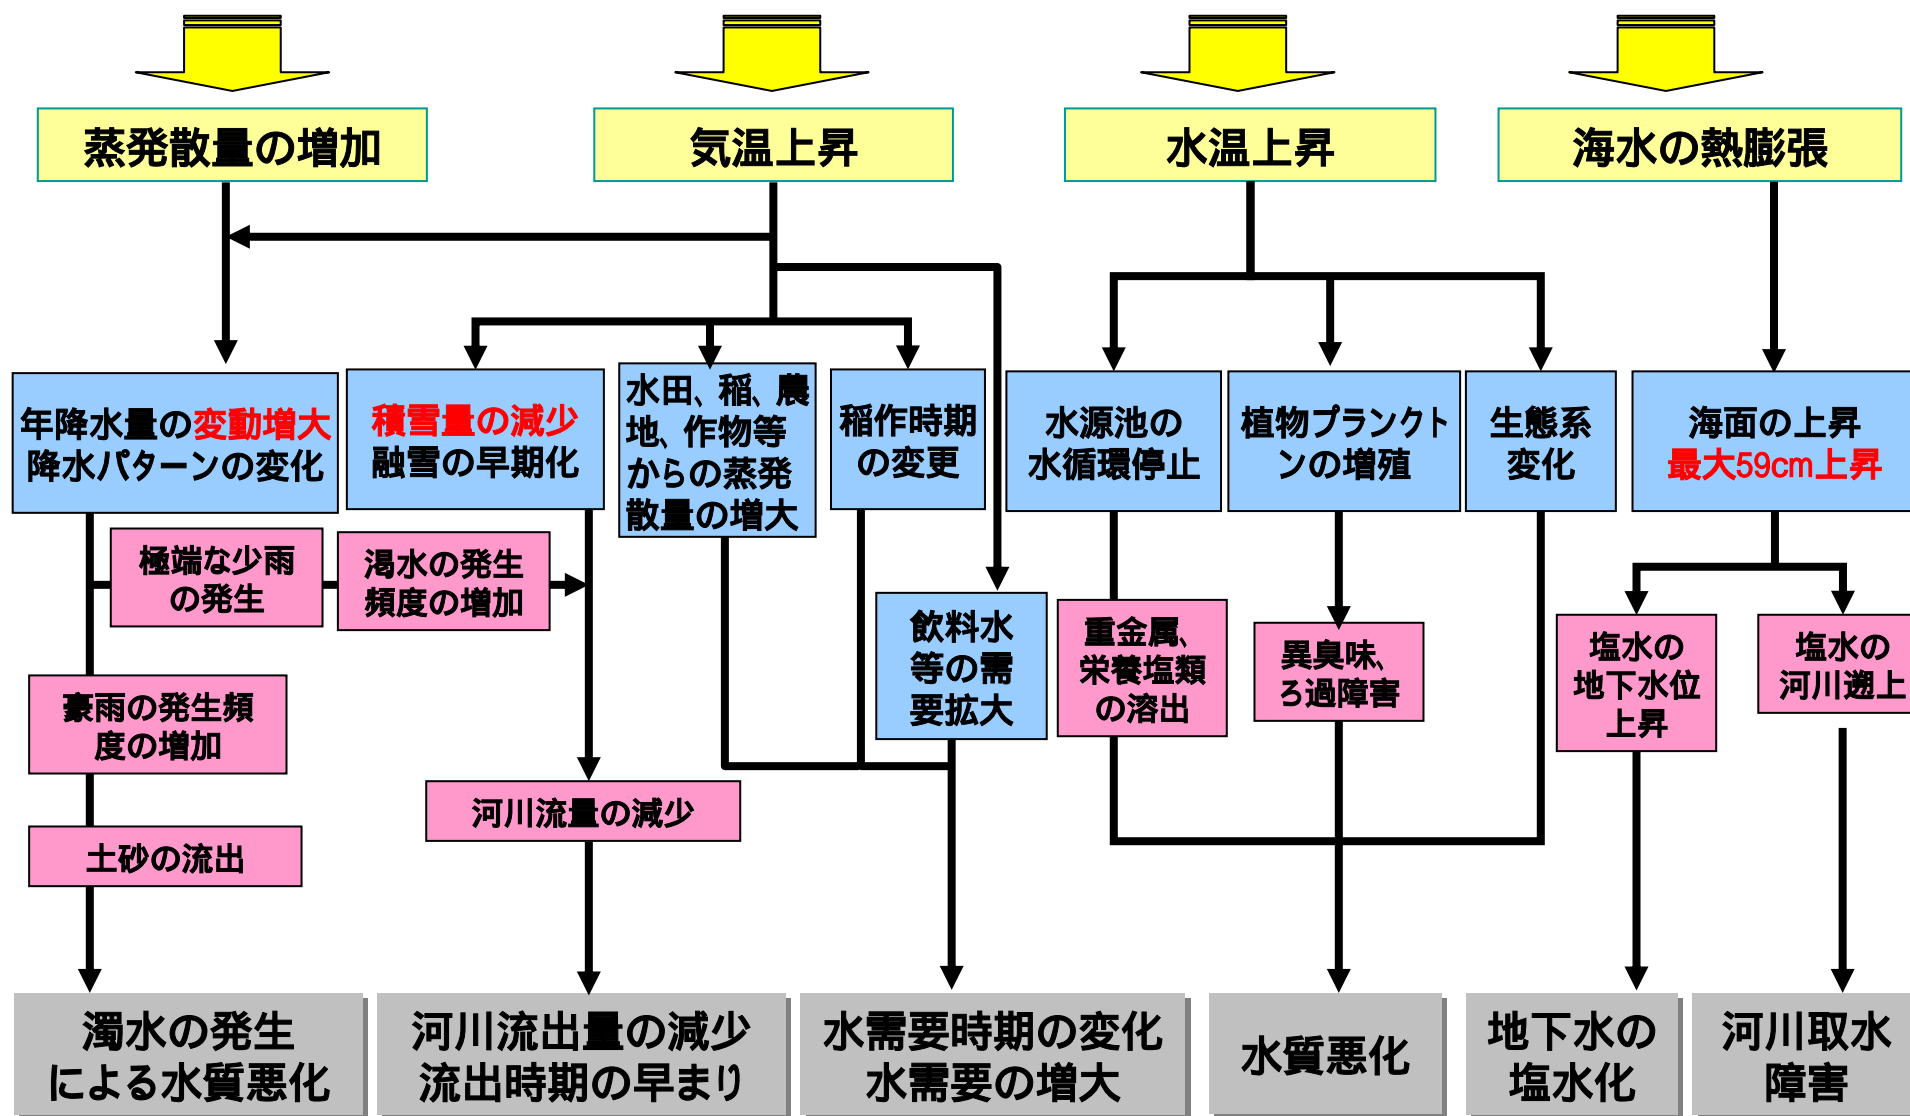 蒸発散量の増加
気温上昇
水温上昇
海水の熱膨張
年降水量の変動増大
降水パターンの変化
積雪量の減少
融雪の早期化
水田、稲、農
地、作物等
からの蒸発
散量の増大
稲作時期
の変更
水源池の
水循環停止
植物プランクト
ンの増殖
生態系
変化
海面の上昇
最大59cm上昇
極端な少雨
の発生
渇水の発生
頻度の増加
飲料水
等の需
要拡大
重金属、
栄養塩類
の溶出
異臭味、
ろ過障害
塩水の
地下水位
上昇
塩水の
河川遡上
豪雨の発生頻
度の増加
河川流量の減少
土砂の流出
濁水の発生
による水質悪化
河川流出量の減少
流出時期の早まり
水需要時期の変化
水需要の増大
水質悪化
地下水の
塩水化
河川取水
障害